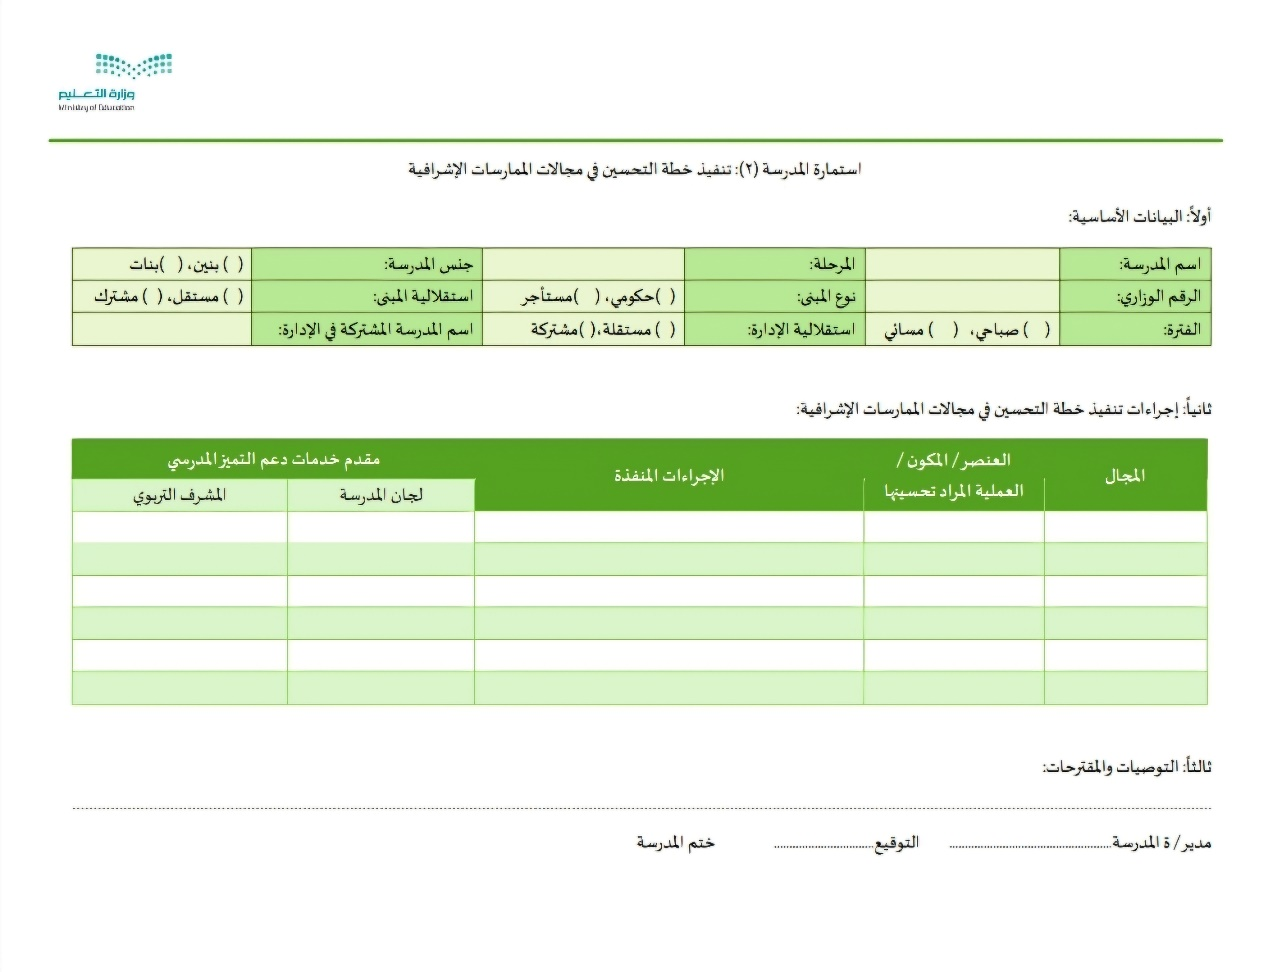 وزارة التعليم
Ministry of Education
استمارة المدرسة (٢): تنفيذ خطة التحسين في مجالات الممارسات الإشرافية
أولاً: البيانات الأساسية:
اسم المدرسة: المرحلة: جنس المدرسة: ( ) بنين، ( )بنات
الرقم الوزاري: نوع المبنى: ( )حكومي، ( )مستأجر استقلالية المبنى: ( ) مستقل، ( ) مشترك
الفترة: ( ) صباحي، ( ) مسائي استقلالية الإدارة: ( ) مستقلة، ( )مشتركة اسم المدرسة المشتركة في الإدارة:
ثانياً: إجراءات تنفيذ خطة التحسين في مجالات الممارسات الإشرافية:
المجال العنصر/ المكون/ الإجراءات المنفذة مقدم خدمات دعم التميز المدرسي
العملية المراد تحسينها لجان المدرسة المشرف التربوي
ثالثاً: التوصيات والمقترحات:
مدير/ ة المدرسة........................................ التوقيع......................... ختم المدرسة